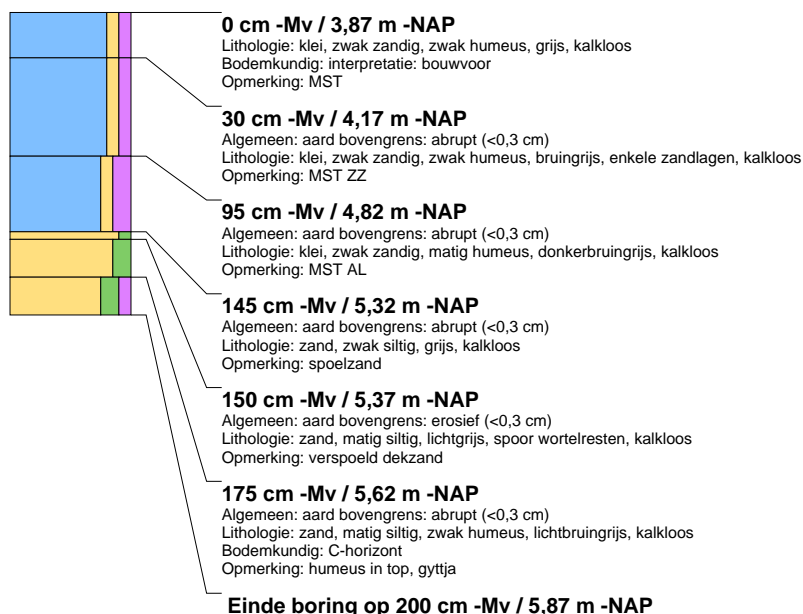 0 cm -Mv / 3,87 m -NAP
Lithologie: klei, zwak zandig, zwak humeus, grijs, kalkloos
Bodemkundig: interpretatie: bouwvoor
Opmerking: MST
30 cm -Mv / 4,17 m -NAP
Algemeen: aard bovengrens: abrupt (<0,3 cm)
Lithologie: klei, zwak zandig, zwak humeus, bruingrijs, enkele zandlagen, kalkloos
Opmerking: MST ZZ
95 cm -Mv / 4,82 m -NAP
Algemeen: aard bovengrens: abrupt (<0,3 cm)
Lithologie: klei, zwak zandig, matig humeus, donkerbruingrijs, kalkloos
Opmerking: MST AL
145 cm -Mv / 5,32 m -NAP
Algemeen: aard bovengrens: abrupt (<0,3 cm)
Lithologie: zand, zwak siltig, grijs, kalkloos
Opmerking: spoelzand
150 cm -Mv / 5,37 m -NAP
Algemeen: aard bovengrens: erosief (<0,3 cm)
Lithologie: zand, matig siltig, lichtgrijs, spoor wortelresten, kalkloos
Opmerking: verspoeld dekzand
175 cm -Mv / 5,62 m -NAP
Algemeen: aard bovengrens: abrupt (<0,3 cm)
Lithologie: zand, matig siltig, zwak humeus, lichtbruingrijs, kalkloos
Bodemkundig: C-horizont
Opmerking: humeus in top, gyttja
Einde boring op 200 cm -Mv / 5,87 m -NAP